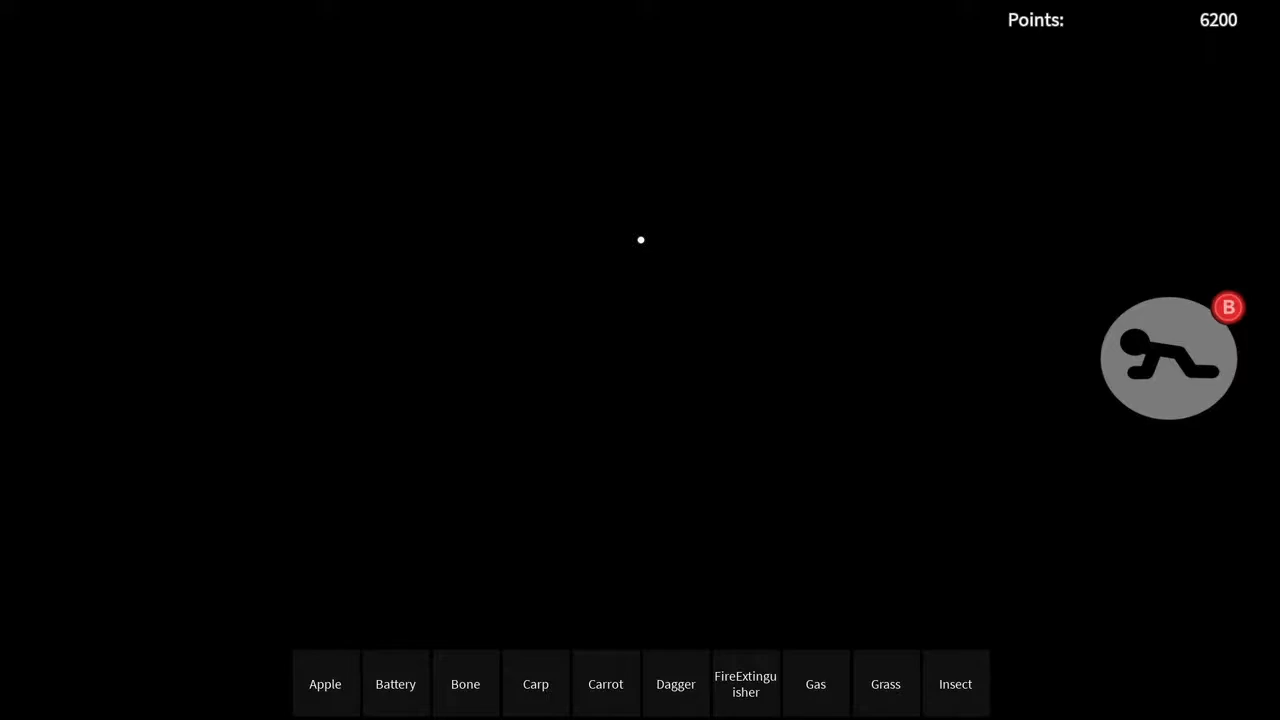 Points: 6200
B
Apple Battery Bone Carp Carrot Dagger FireExtingu
isher Gas Grass Insect